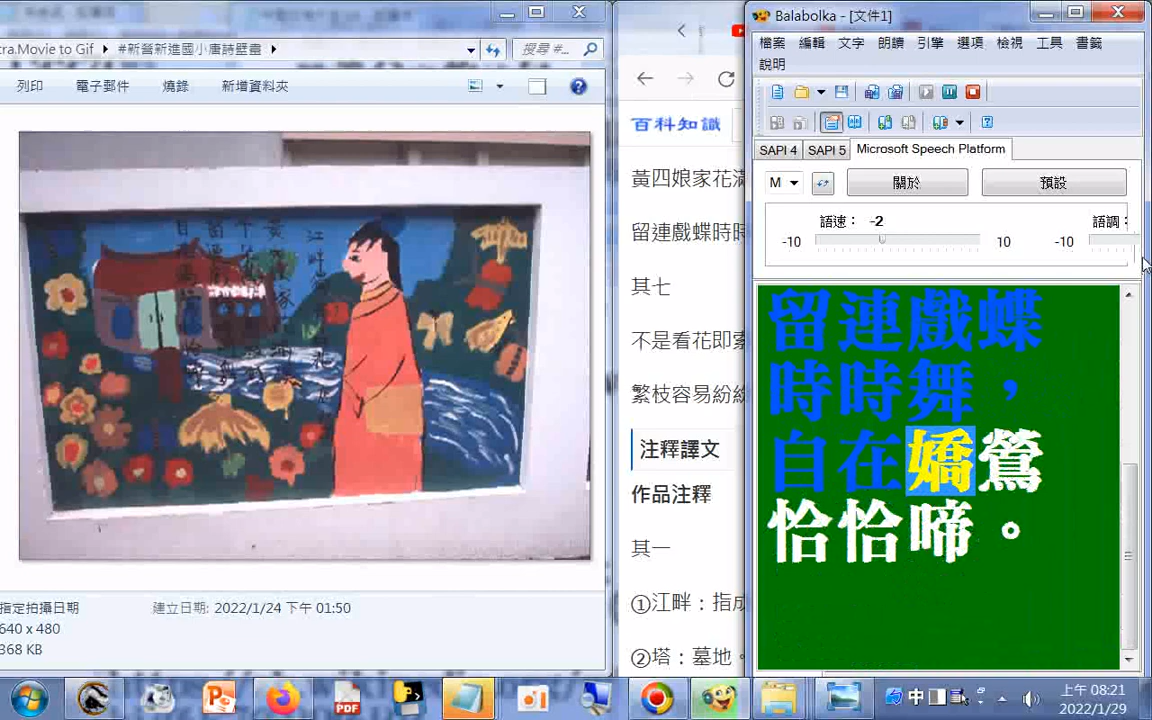 tra.Movie to Gif ▸ #新營新進國小唐詩壁畫 ▸
搜尋 #...
列印 電子郵件 燒錄 新增資料夾
指定拍攝日期
建立日期: 2022/1/24 下午 01:50
640 x 480
368 KB
百科知識
黃四娘家花滿
留連戲蝶時時
其七
不是看花即索
繁枝容易紛紛
注釋譯文
作品注釋
其一
①江畔：指成
②塔：墓地。
Balabolka - [文件1]
檔案 編輯 文字 朗讀 引擎 選項 檢視 工具 書籤
說明
SAPI 4 SAPI 5 Microsoft Speech Platform
M 關於 預設
語速： -2 語調：
-10 10 -10
留連戲蝶
時時舞，
自在嬌鶯
恰恰啼。
PDF
中
上午 08:21
2022/1/29